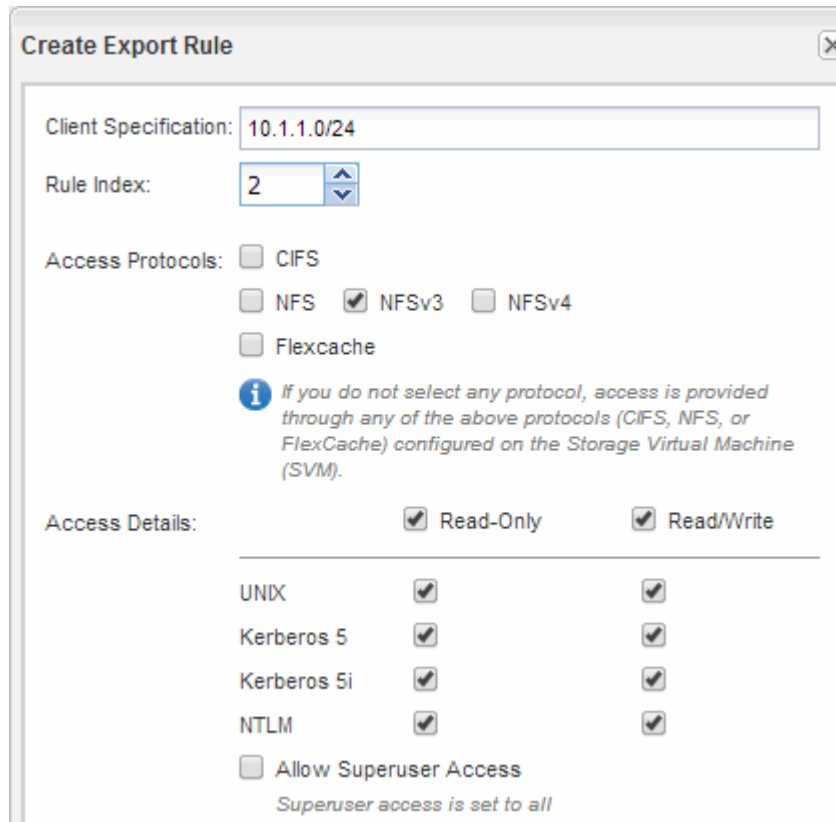 Create Export Rule
Client Specification: 10.1.1.0/24
Rule Index: 2
Access Protocols: CIFS
NFS NFSv3 NFSv4
Flexcache
If you do not select any protocol, access is provided
through any of the above protocols (CIFS, NFS, or
FlexCache) configured on the Storage Virtual Machine
(SVM).
Access Details: Read-Only Read/Write
UNIX
Kerberos 5
Kerberos 5i
NTLM
Allow Superuser Access
Superuser access is set to all